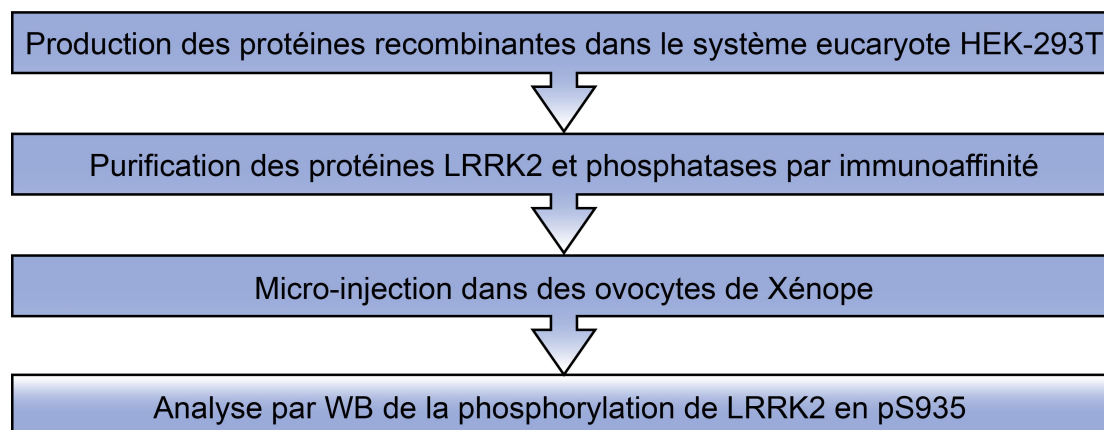 Production des protéines recombinantes dans le système eucaryote HEK-293T
Purification des protéines LRRK2 et phosphatases par immunoaffinité
Micro-injection dans des ovocytes de Xénope
Analyse par WB de la phosphorylation de LRRK2 en pS935